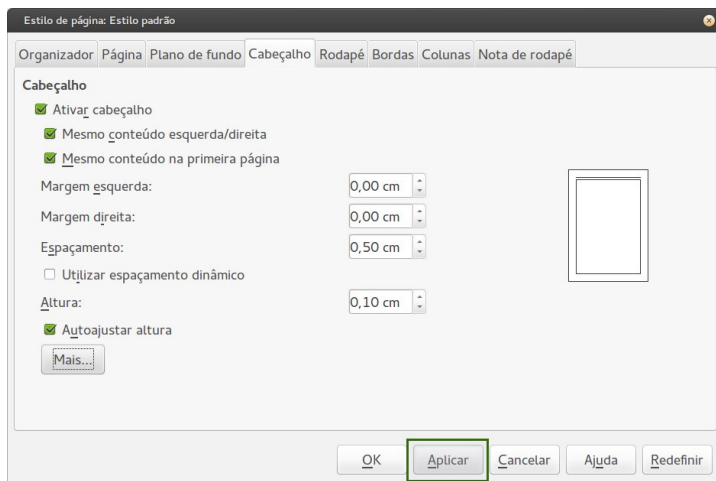 Estilo de página: Estilo padrão
Organizador Página Plano de fundo Cabeçalho Rodapé Bordas Colunas Nota de rodapé
Cabeçalho
Ativar cabeçalho
Mesmo conteúdo esquerda/direita
Mesmo conteúdo na primeira página
Margem esquerda: 0,00 cm
Margem direita: 0,00 cm
Espaçamento: 0,50 cm
Utilizar espaçamento dinâmico
Altura: 0,10 cm
Autoajustar altura
Mais...
OK Aplicar Cancelar Ajuda Redefinir